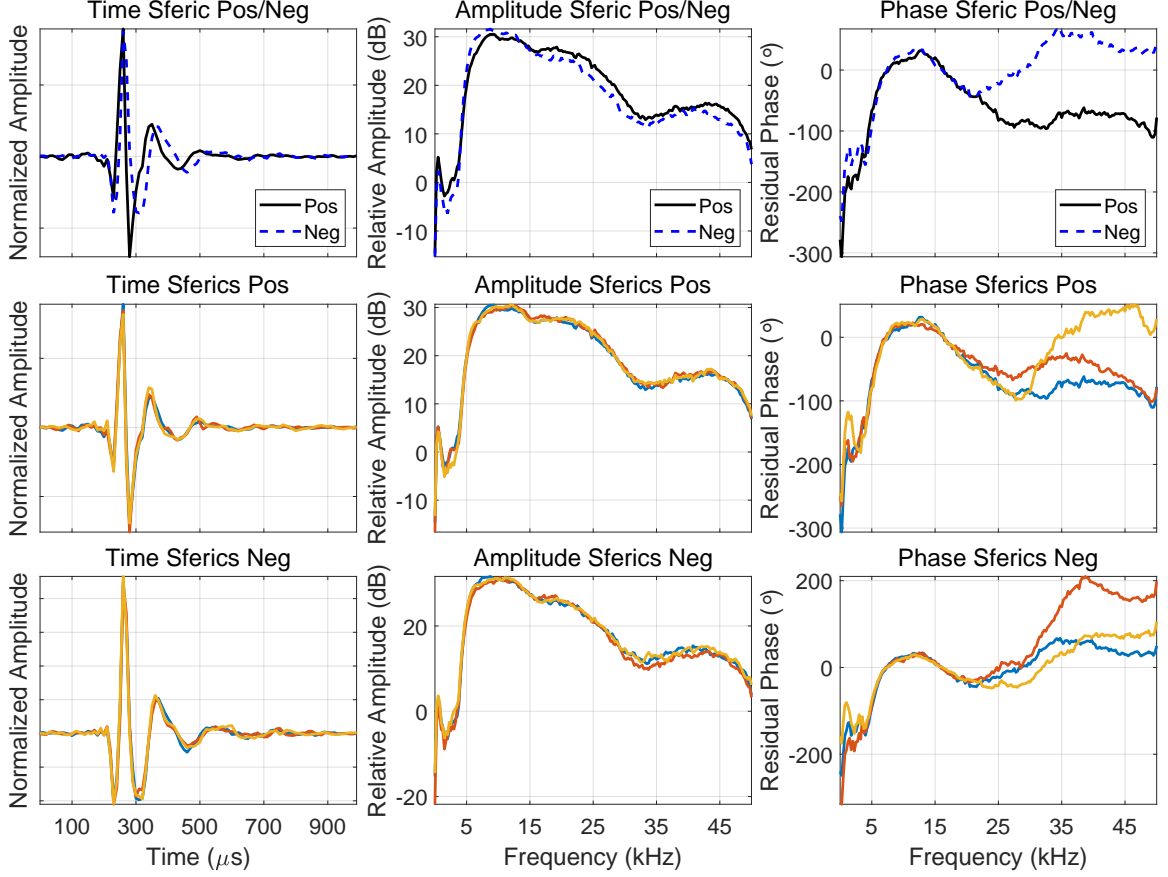 Time Sferic Pos/Neg
Normalized Amplitude
Pos
Neg
Amplitude Sferic Pos/Neg
Relative Amplitude (dB)
30
20
10
0
-10
Pos
Neg
Phase Sferic Pos/Neg
Residual Phase (°)
0
-100
-200
-300
Pos
Neg
Time Sferics Pos
Normalized Amplitude
Amplitude Sferics Pos
Relative Amplitude (dB)
30
20
10
0
-10
Phase Sferics Pos
Residual Phase (°)
0
-100
-200
-300
Time Sferics Neg
Normalized Amplitude
100 300 500 700 900
Time (μs)
Amplitude Sferics Neg
Relative Amplitude (dB)
20
0
-20
5 15 25 35 45
Frequency (kHz)
Phase Sferics Neg
Residual Phase (°)
200
0
-200
5 15 25 35 45
Frequency (kHz)